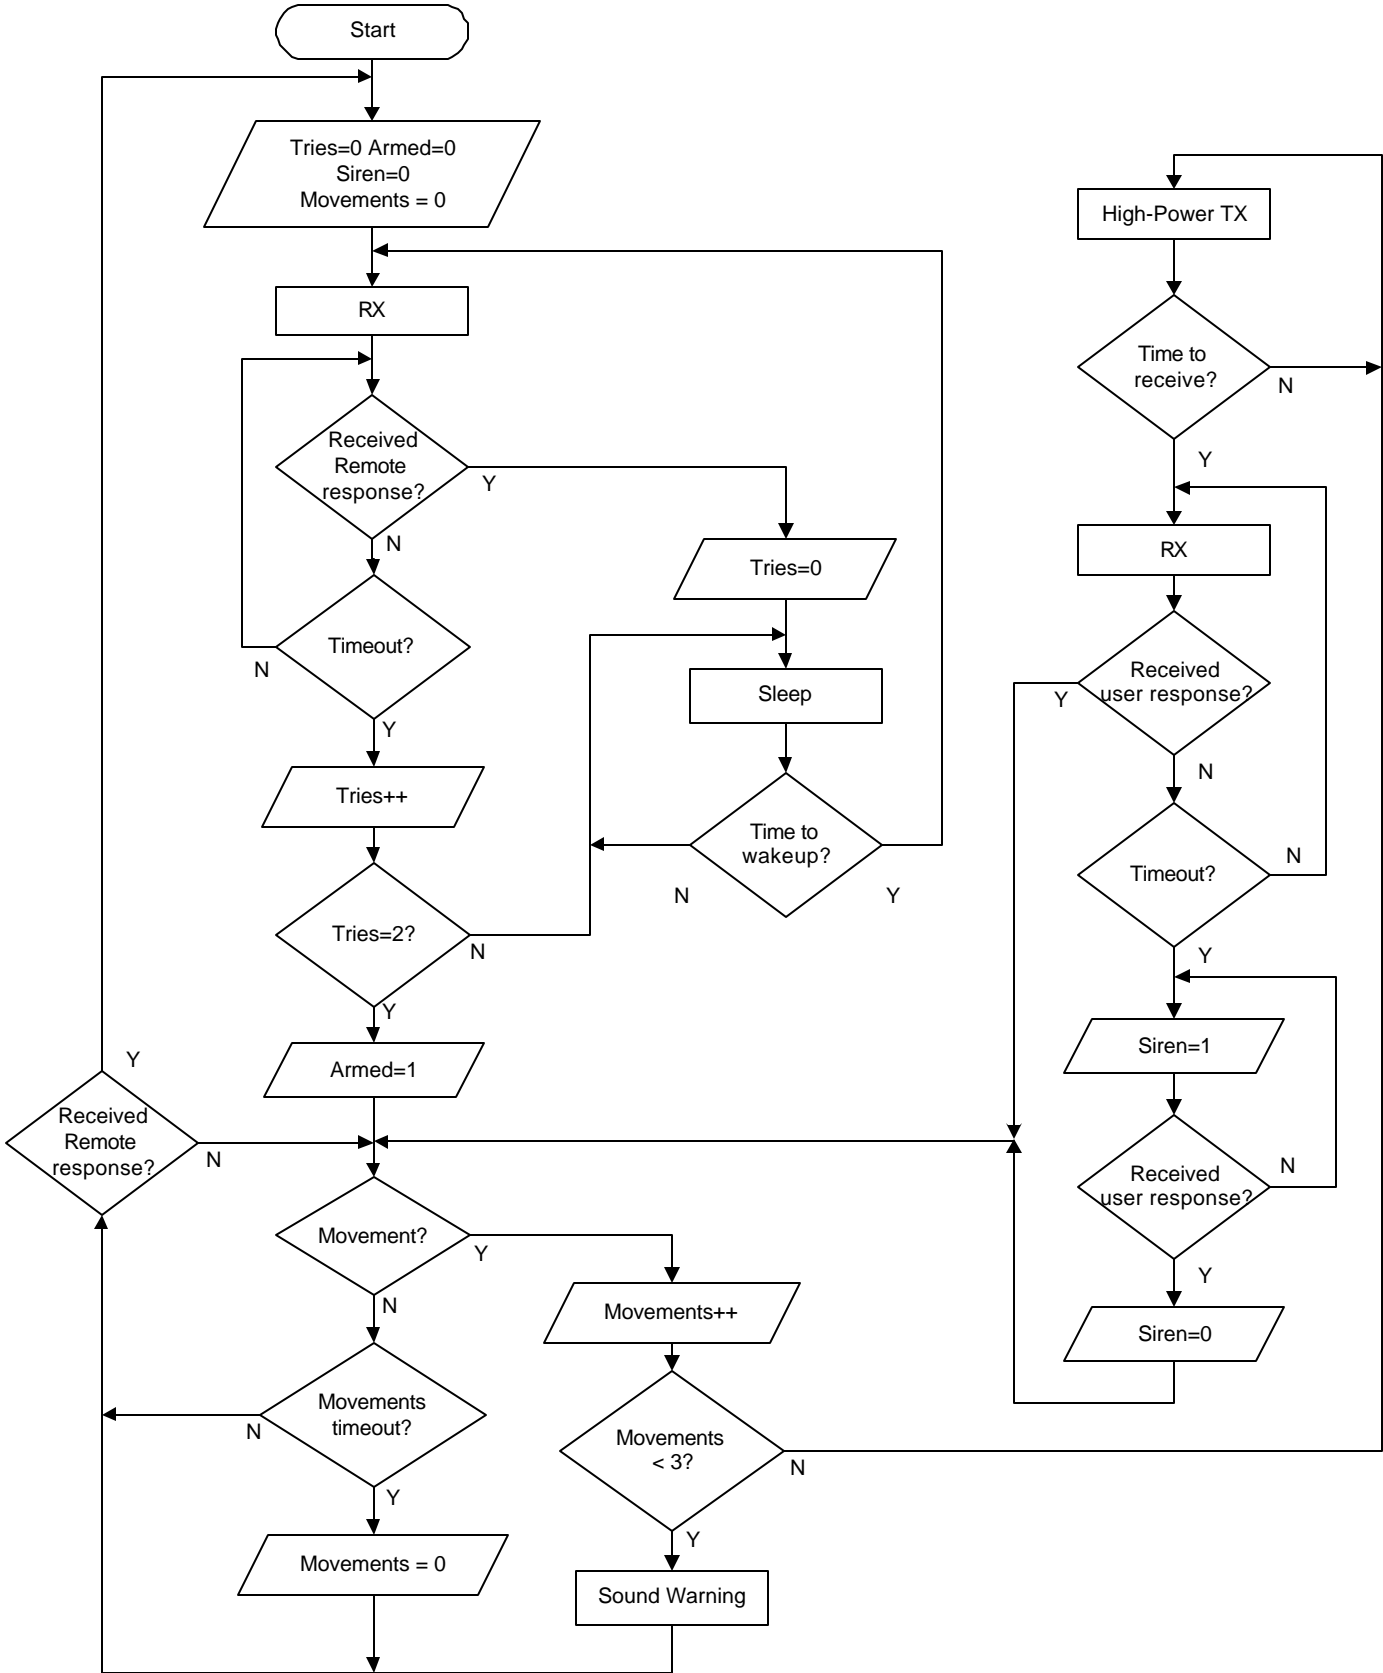 Start
Tries=0 Armed=0
Siren=0
Movements = 0
RX
Received
Remote
response?
Y
N
Timeout?
N
Y
Tries++
Tries=2?
N
Y
Armed=1
Tries=0
Sleep
Time to
wakeup?
N
Y
Received
Remote
response?
Y
N
Movement?
Y
N
Movements
timeout?
N
Y
Movements = 0
Movements++
Movements
< 3?
N
Y
Sound Warning
High-Power TX
Time to
receive?
N
Y
RX
Received
user response?
Y
N
Timeout?
N
Y
Siren=1
Received
user response?
N
Y
Siren=0